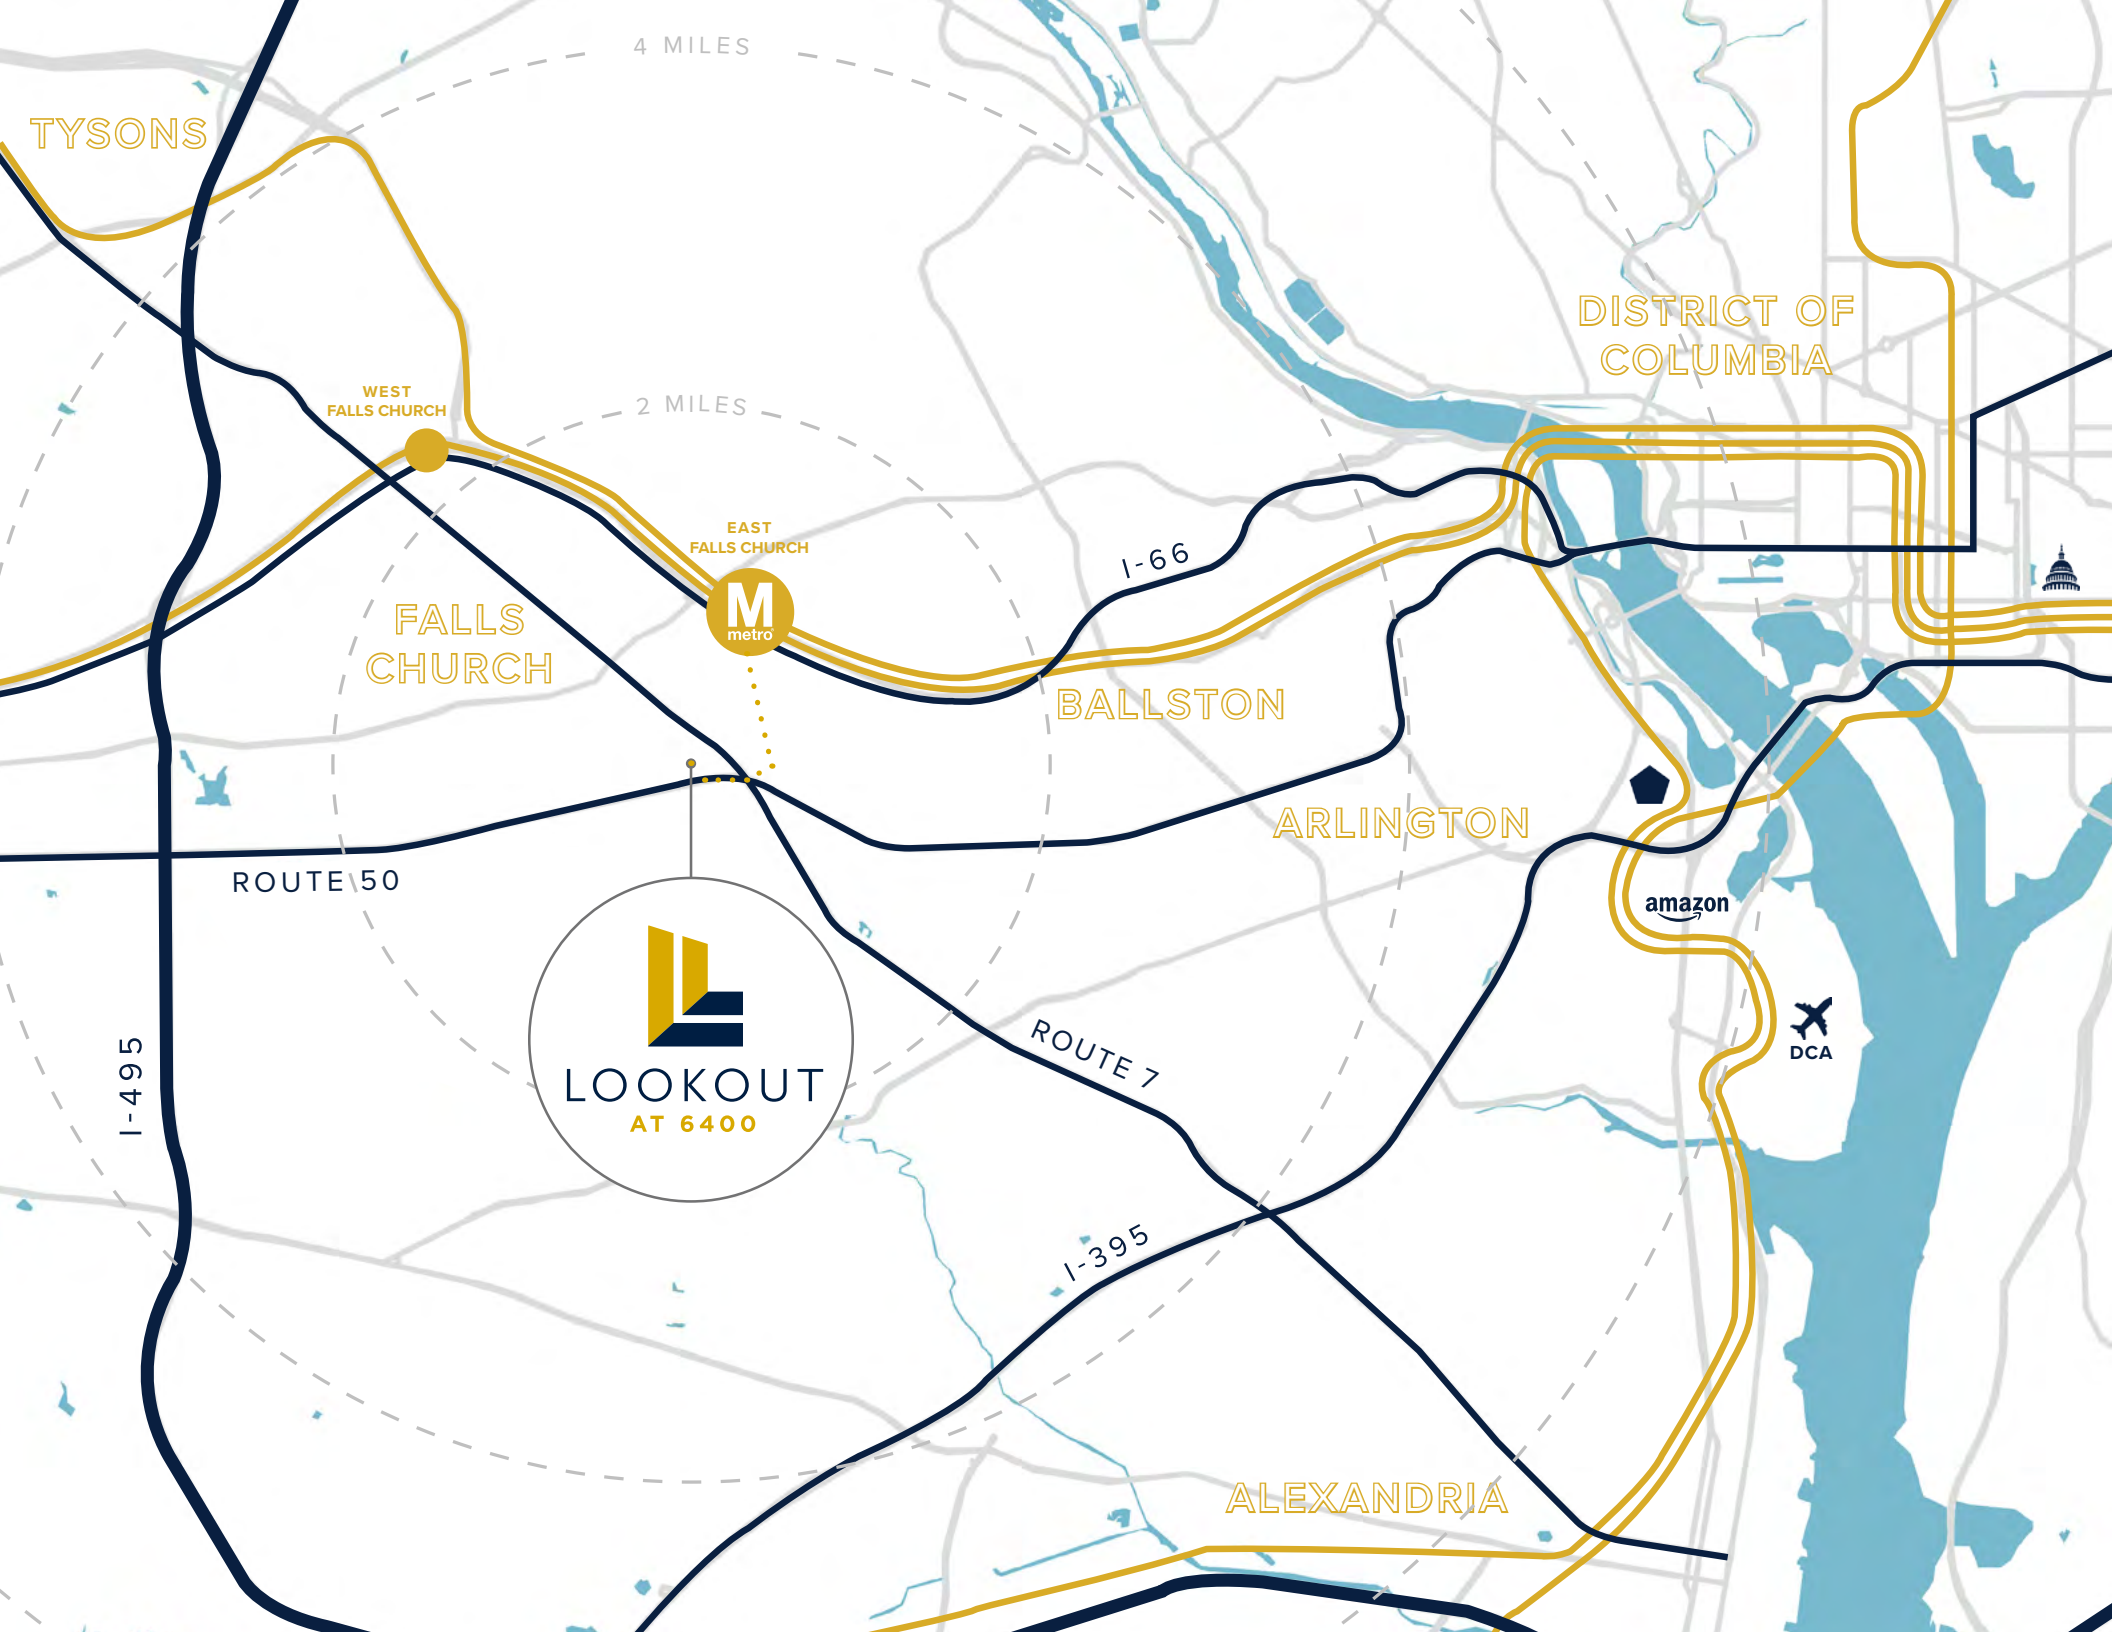 4 MILES
TYSONS
DISTRICT OF
COLUMBIA
WEST
FALLS CHURCH
2 MILES
EAST
FALLS CHURCH
I-66
M
metro
FALLS
CHURCH
BALLSTON
ARLINGTON
ROUTE 50
amazon
LOOKOUT
AT 6400
ROUTE 7
DCA
I-495
I-395
ALEXANDRIA